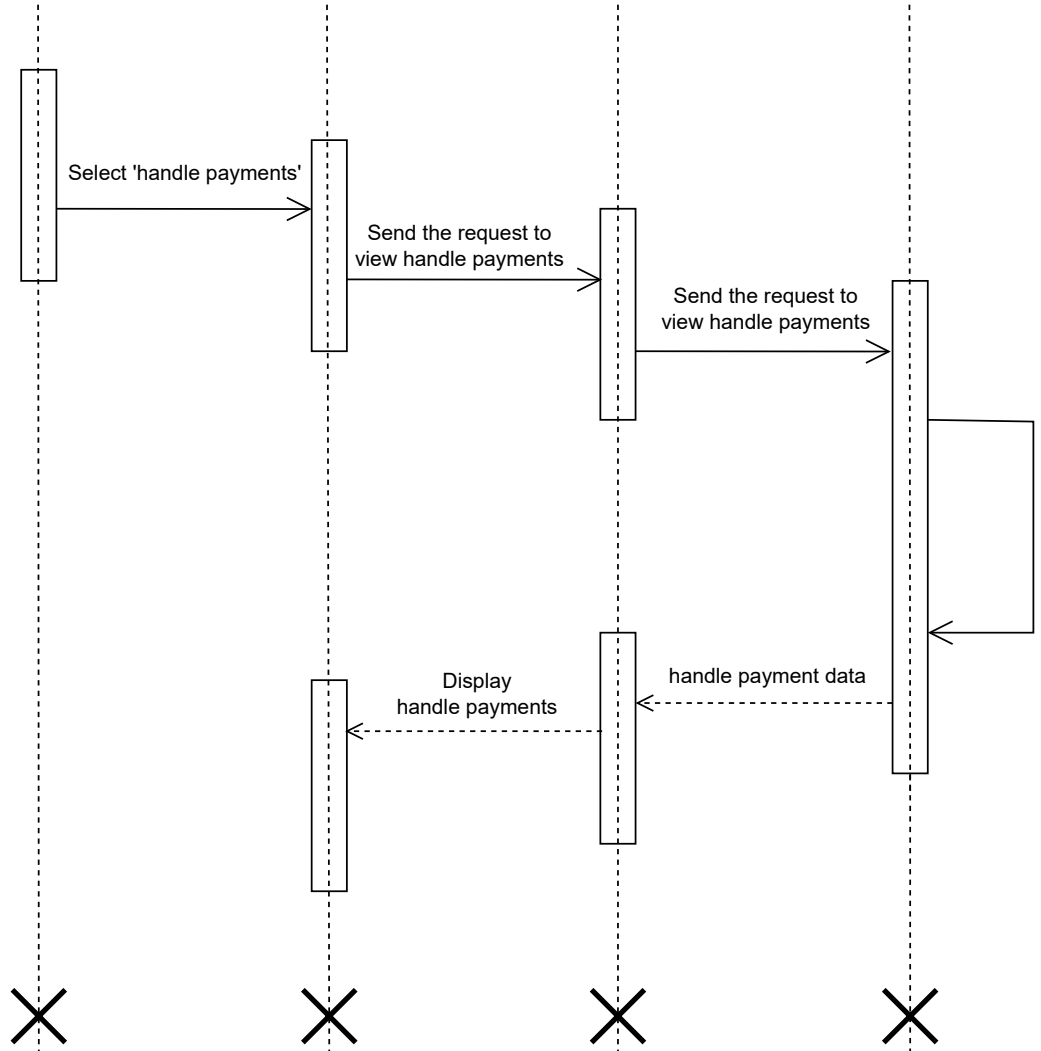 Select 'handle payments'
Send the request to
view handle payments
Send the request to
view handle payments
handle payment data
Display
handle payments